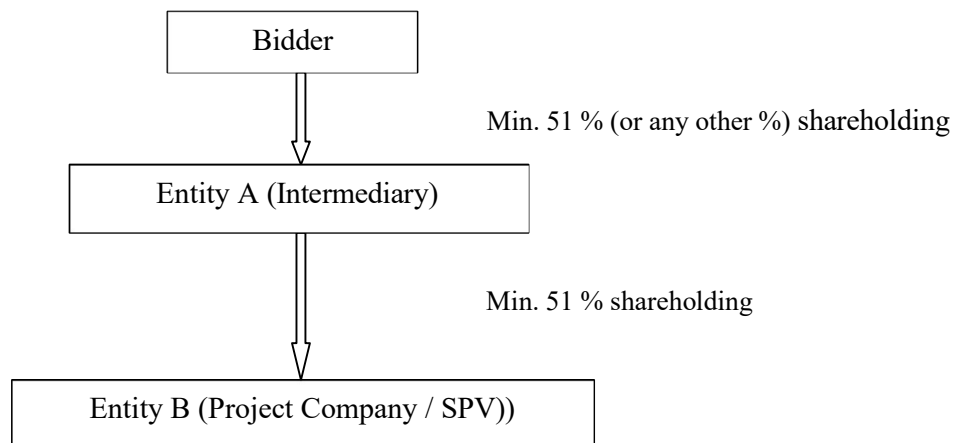 Bidder
Min. 51 % (or any other %) shareholding
Entity A (Intermediary)
Min. 51 % shareholding
Entity B (Project Company / SPV))